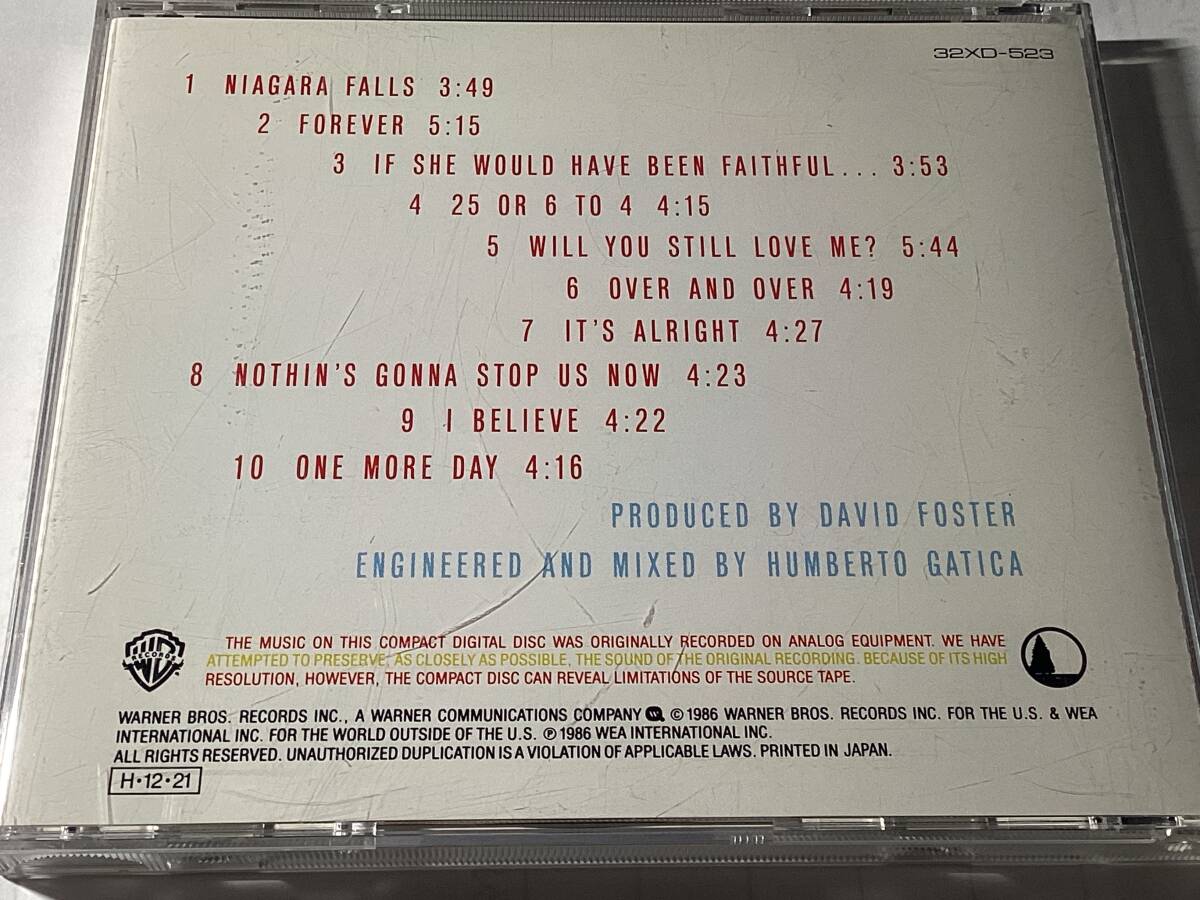 32XD-523
1 NIAGARA FALLS 3:49
2 FOREVER 5:15
3 IF SHE WOULD HAVE BEEN FAITHFUL... 3:53
4 25 OR 6 TO 4 4:15
5 WILL YOU STILL LOVE ME? 5:44
6 OVER AND OVER 4:19
7 IT'S ALRIGHT 4:27
8 NOTHIN'S GONNA STOP US NOW 4:23
9 I BELIEVE 4:22
10 ONE MORE DAY 4:16
PRODUCED BY DAVID FOSTER
ENGINEERED AND MIXED BY HUMBERTO GATICA
WB RECORDS
THE MUSIC ON THIS COMPACT DIGITAL DISC WAS ORIGINALLY RECORDED ON ANALOG EQUIPMENT. WE HAVE
ATTEMPTED TO PRESERVE, AS CLOSELY AS POSSIBLE, THE SOUND OF THE ORIGINAL RECORDING. BECAUSE OF ITS HIGH
RESOLUTION, HOWEVER, THE COMPACT DISC CAN REVEAL LIMITATIONS OF THE SOURCE TAPE.
WARNER BROS. RECORDS INC., A WARNER COMMUNICATIONS COMPANY © 1986 WARNER BROS. RECORDS INC. FOR THE U.S. & WEA
INTERNATIONAL INC. FOR THE WORLD OUTSIDE OF THE U.S. ℗ 1986 WEA INTERNATIONAL INC.
ALL RIGHTS RESERVED. UNAUTHORIZED DUPLICATION IS A VIOLATION OF APPLICABLE LAWS. PRINTED IN JAPAN.
H·12·21